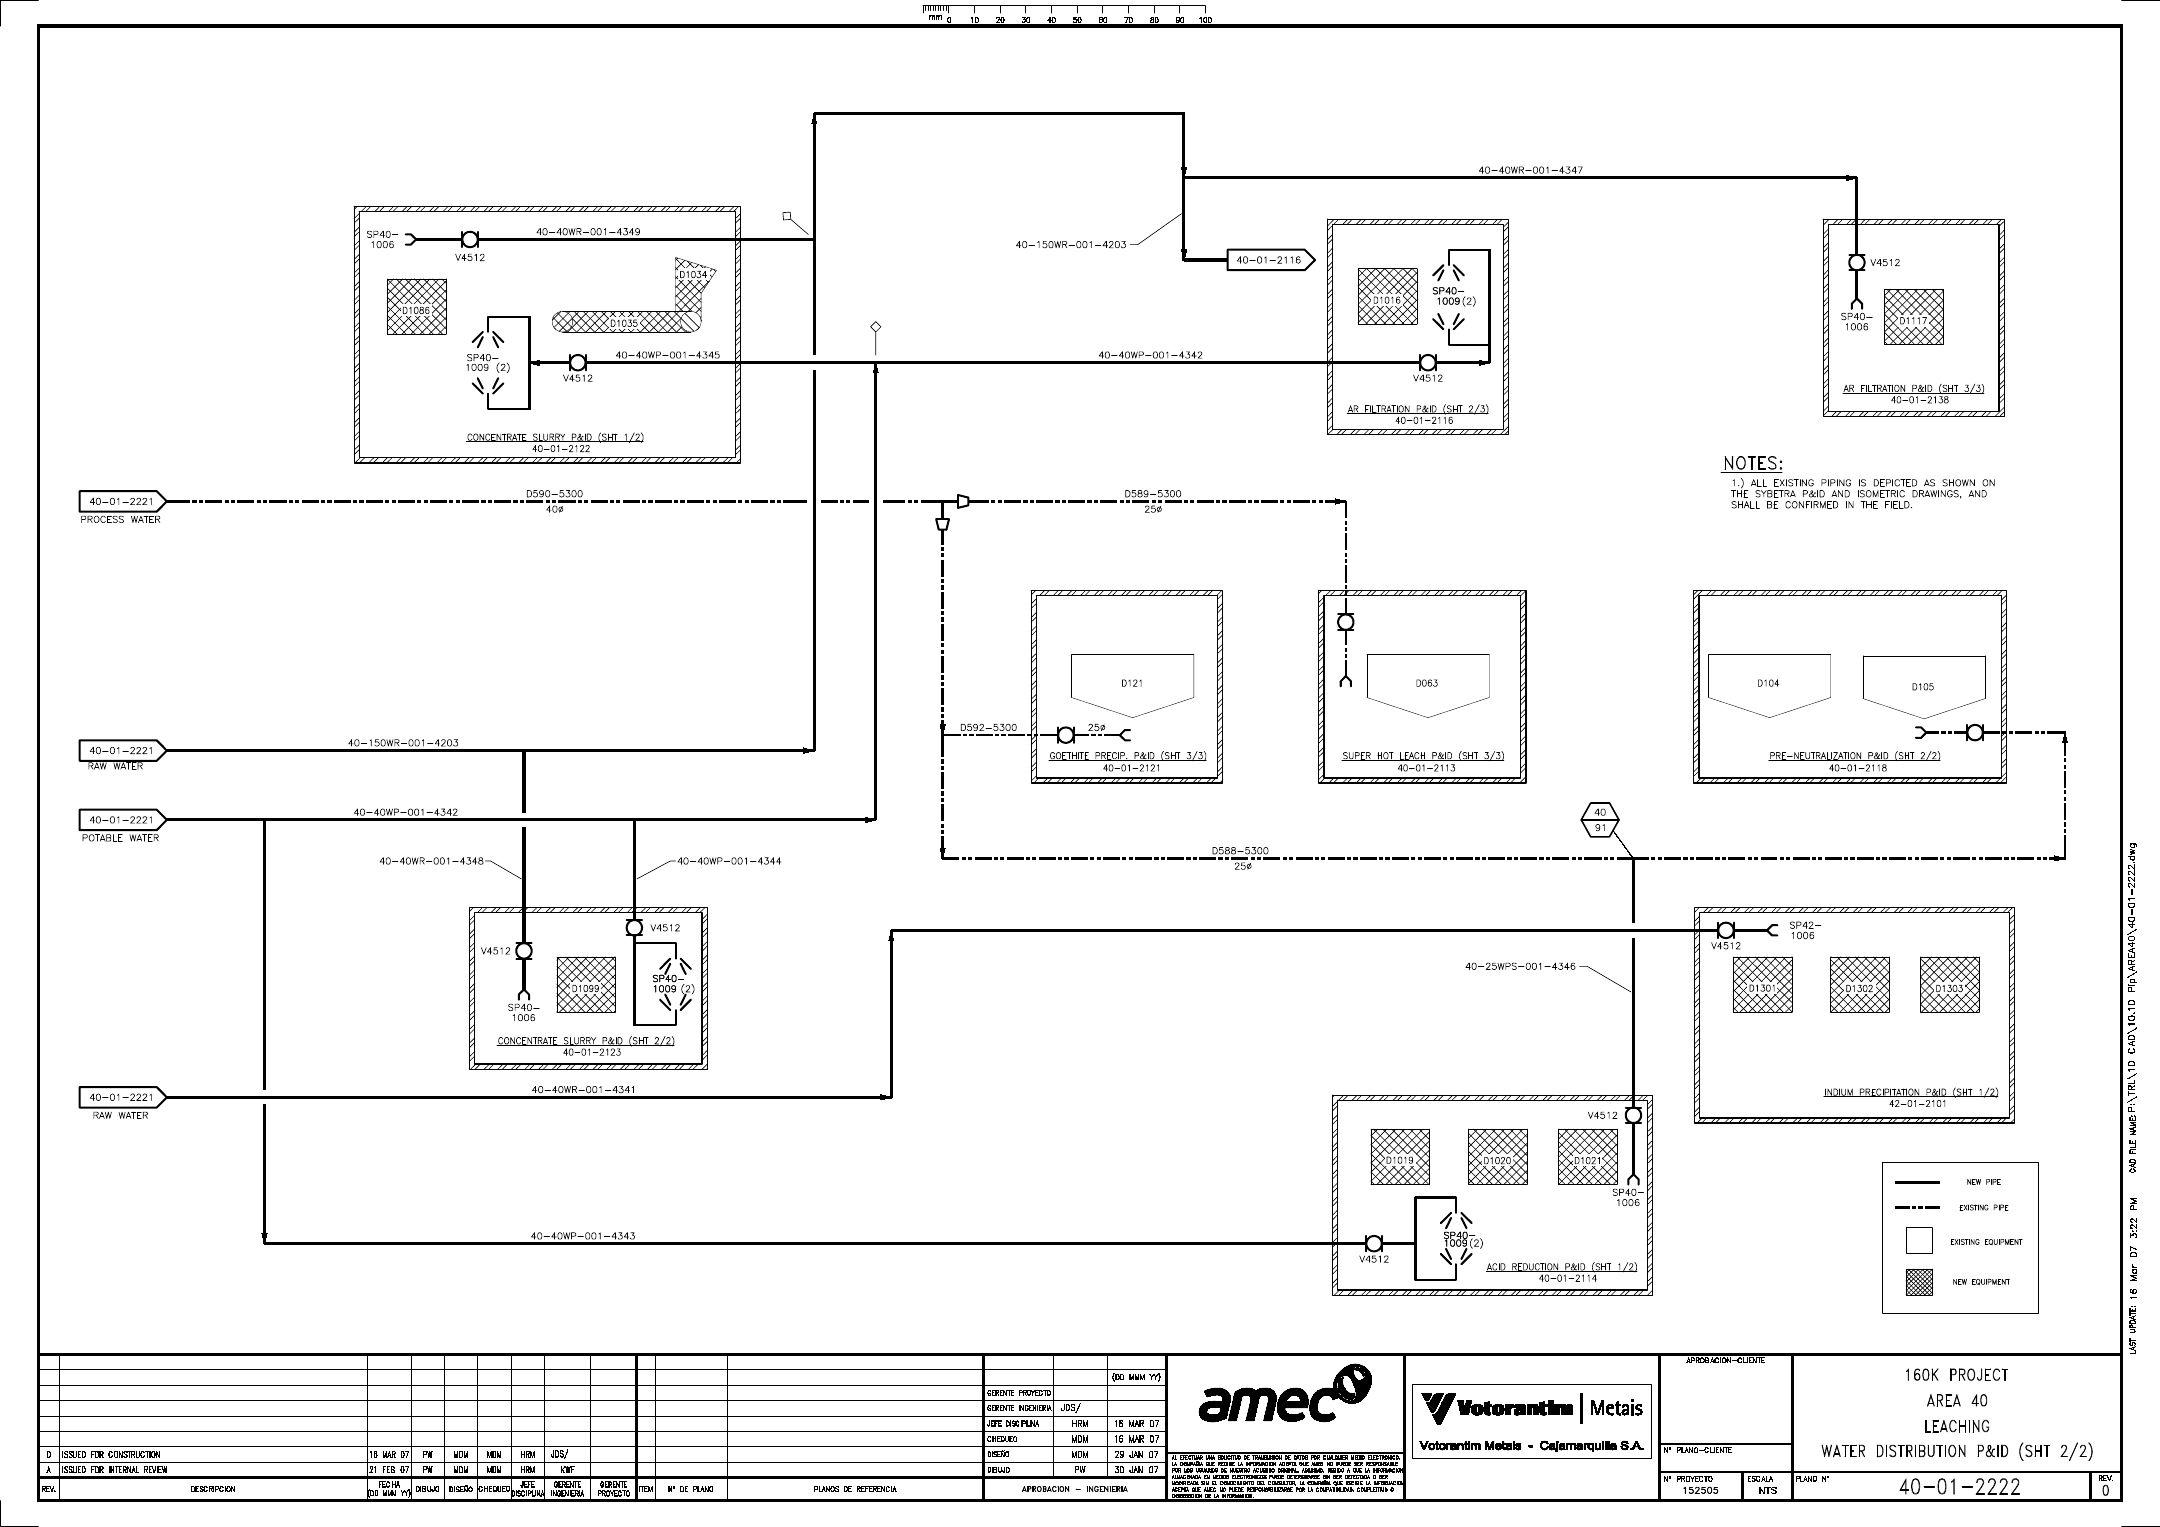 mm 0 10 20 30 40 50 60 70 80 90 100
40-40WR-001-4347
SP40-
1006
V4512
40-40WR-001-4349
D1086
D1034
D1035
SP40-
1009 (2)
V4512
40-40WP-001-4345
CONCENTRATE SLURRY P&ID (SHT 1/2)
40-01-2122
40-150WR-001-4203
40-01-2116
40-40WP-001-4342
D1016
SP40-
1009(2)
V4512
AR FILTRATION P&ID (SHT 2/3)
40-01-2116
V4512
SP40-
1006
D1117
AR FILTRATION P&ID (SHT 3/3)
40-01-2138
NOTES:
1.) ALL EXISTING PIPING IS DEPICTED AS SHOWN ON
THE SYBETRA P&ID AND ISOMETRIC DRAWINGS, AND
SHALL BE CONFIRMED IN THE FIELD.
40-01-2221
PROCESS WATER
D590-5300
40ø
D589-5300
25ø
D121
D592-5300
25ø
GOETHITE PRECIP. P&ID (SHT 3/3)
40-01-2121
D063
SUPER HOT LEACH P&ID (SHT 3/3)
40-01-2113
D104
D105
PRE-NEUTRALIZATION P&ID (SHT 2/2)
40-01-2118
40-01-2221
RAW WATER
40-150WR-001-4203
40-01-2221
POTABLE WATER
40-40WP-001-4342
40-40WR-001-4348
40-40WP-001-4344
D588-5300
25ø
40
91
V4512
V4512
D1099
SP40-
1009 (2)
SP40-
1006
CONCENTRATE SLURRY P&ID (SHT 2/2)
40-01-2123
40-25WPS-001-4346
V4512
SP42-
1006
D1301
D1302
D1303
INDIUM PRECIPITATION P&ID (SHT 1/2)
42-01-2101
40-01-2221
RAW WATER
40-40WR-001-4341
V4512
D1019
D1020
D1021
SP40-
1006
40-40WP-001-4343
V4512
SP40-
1009(2)
ACID REDUCTION P&ID (SHT 1/2)
40-01-2114
NEW PIPE
EXISTING PIPE
EXISTING EQUIPMENT
NEW EQUIPMENT
LAST UPDATE: 16 Mar 07 3:22 PM CAD FILE NAME: P:\TRL\1D CAD\10.1D Pip\AREA40\40-01-2222.dwg
0 ISSUED FOR CONSTRUCTION 16 MAR 07 PW MDM MDM HRM JDS/
A ISSUED FOR INTERNAL REVIEW 21 FEB 07 PW MDM MDM HRM KWF
REV. DESCRIPCION FECHA (DD MMM YY) DIBUJO DISEÑO CHEQUEO JEFE DISCIPLINA GERENTE INGENIERIA GERENTE PROYECTO ITEM Nº DE PLANO PLANOS DE REFERENCIA
(DD MMM YY)
GERENTE PROYECTO
GERENTE INGENIERIA JDS/
JEFE DISCIPLINA HRM 16 MAR 07
CHEQUEO MDM 16 MAR 07
DISEÑO MDM 29 JAN 07
DIBUJO PW 30 JAN 07
APROBACION - INGENIERIA
amec
Votorantim | Metais
Votorantim Metais - Cajamarquilla S.A.
APROBACION-CLIENTE
Nº PLANO-CLIENTE
Nº PROYECTO
152505
ESCALA
NTS
160K PROJECT
AREA 40
LEACHING
WATER DISTRIBUTION P&ID (SHT 2/2)
PLANO Nº
40-01-2222
REV.
0